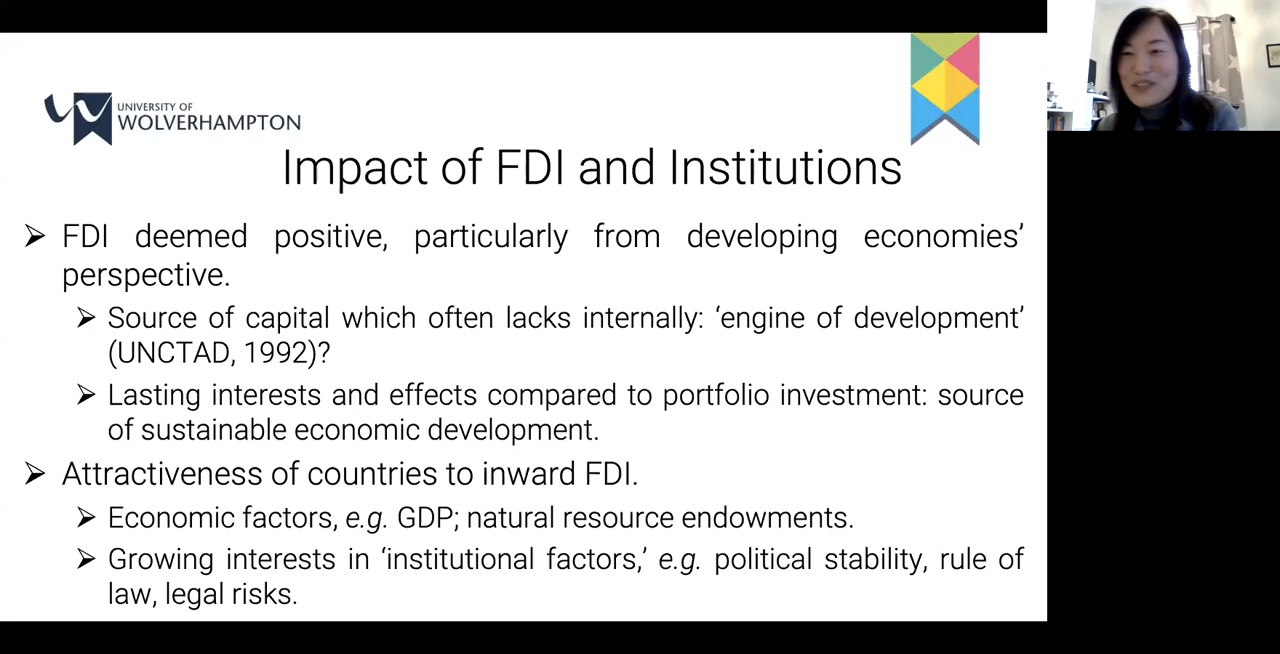 UNIVERSITY OF
WOLVERHAMPTON
Impact of FDI and Institutions
➢ FDI deemed positive, particularly from developing economies’
perspective.
➢ Source of capital which often lacks internally: ‘engine of development’
(UNCTAD, 1992)?
➢ Lasting interests and effects compared to portfolio investment: source
of sustainable economic development.
➢ Attractiveness of countries to inward FDI.
➢ Economic factors, e.g. GDP; natural resource endowments.
➢ Growing interests in ‘institutional factors,’ e.g. political stability, rule of
law, legal risks.